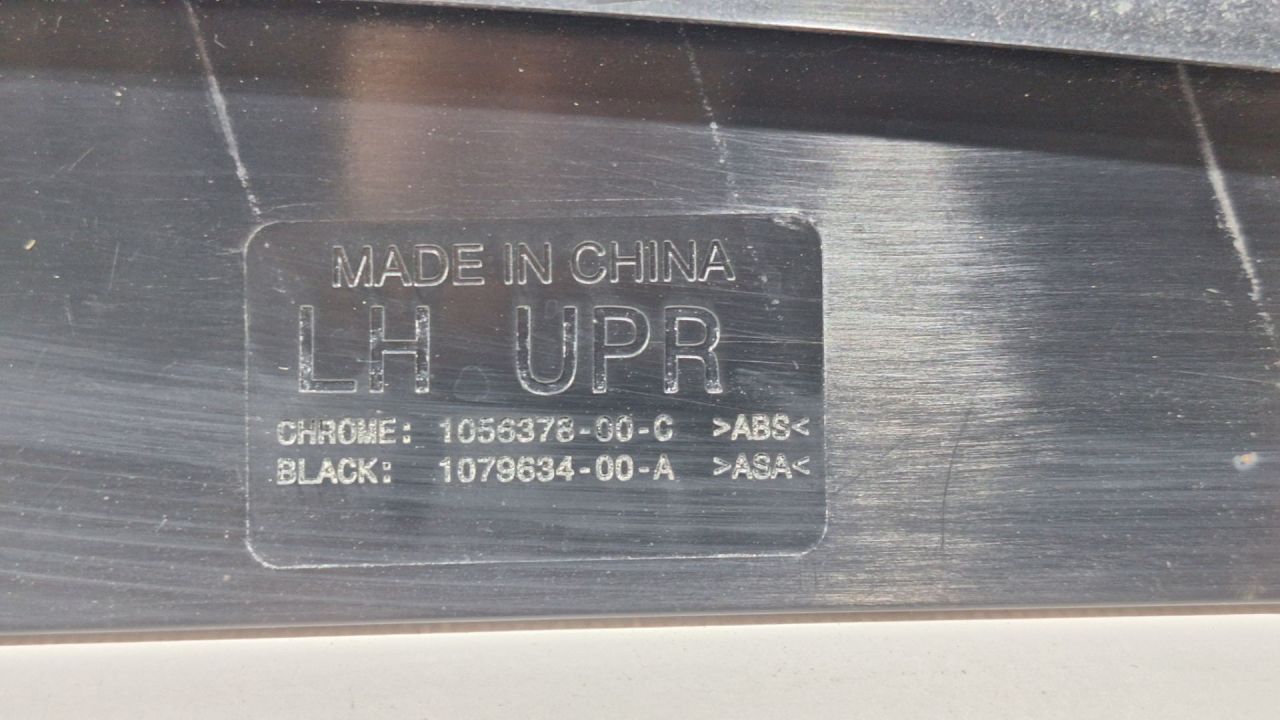 MADE IN CHINA
LH UPR
CHROME: 1056378-00-C >ABS<
BLACK: 1079634-00-A >ASA<